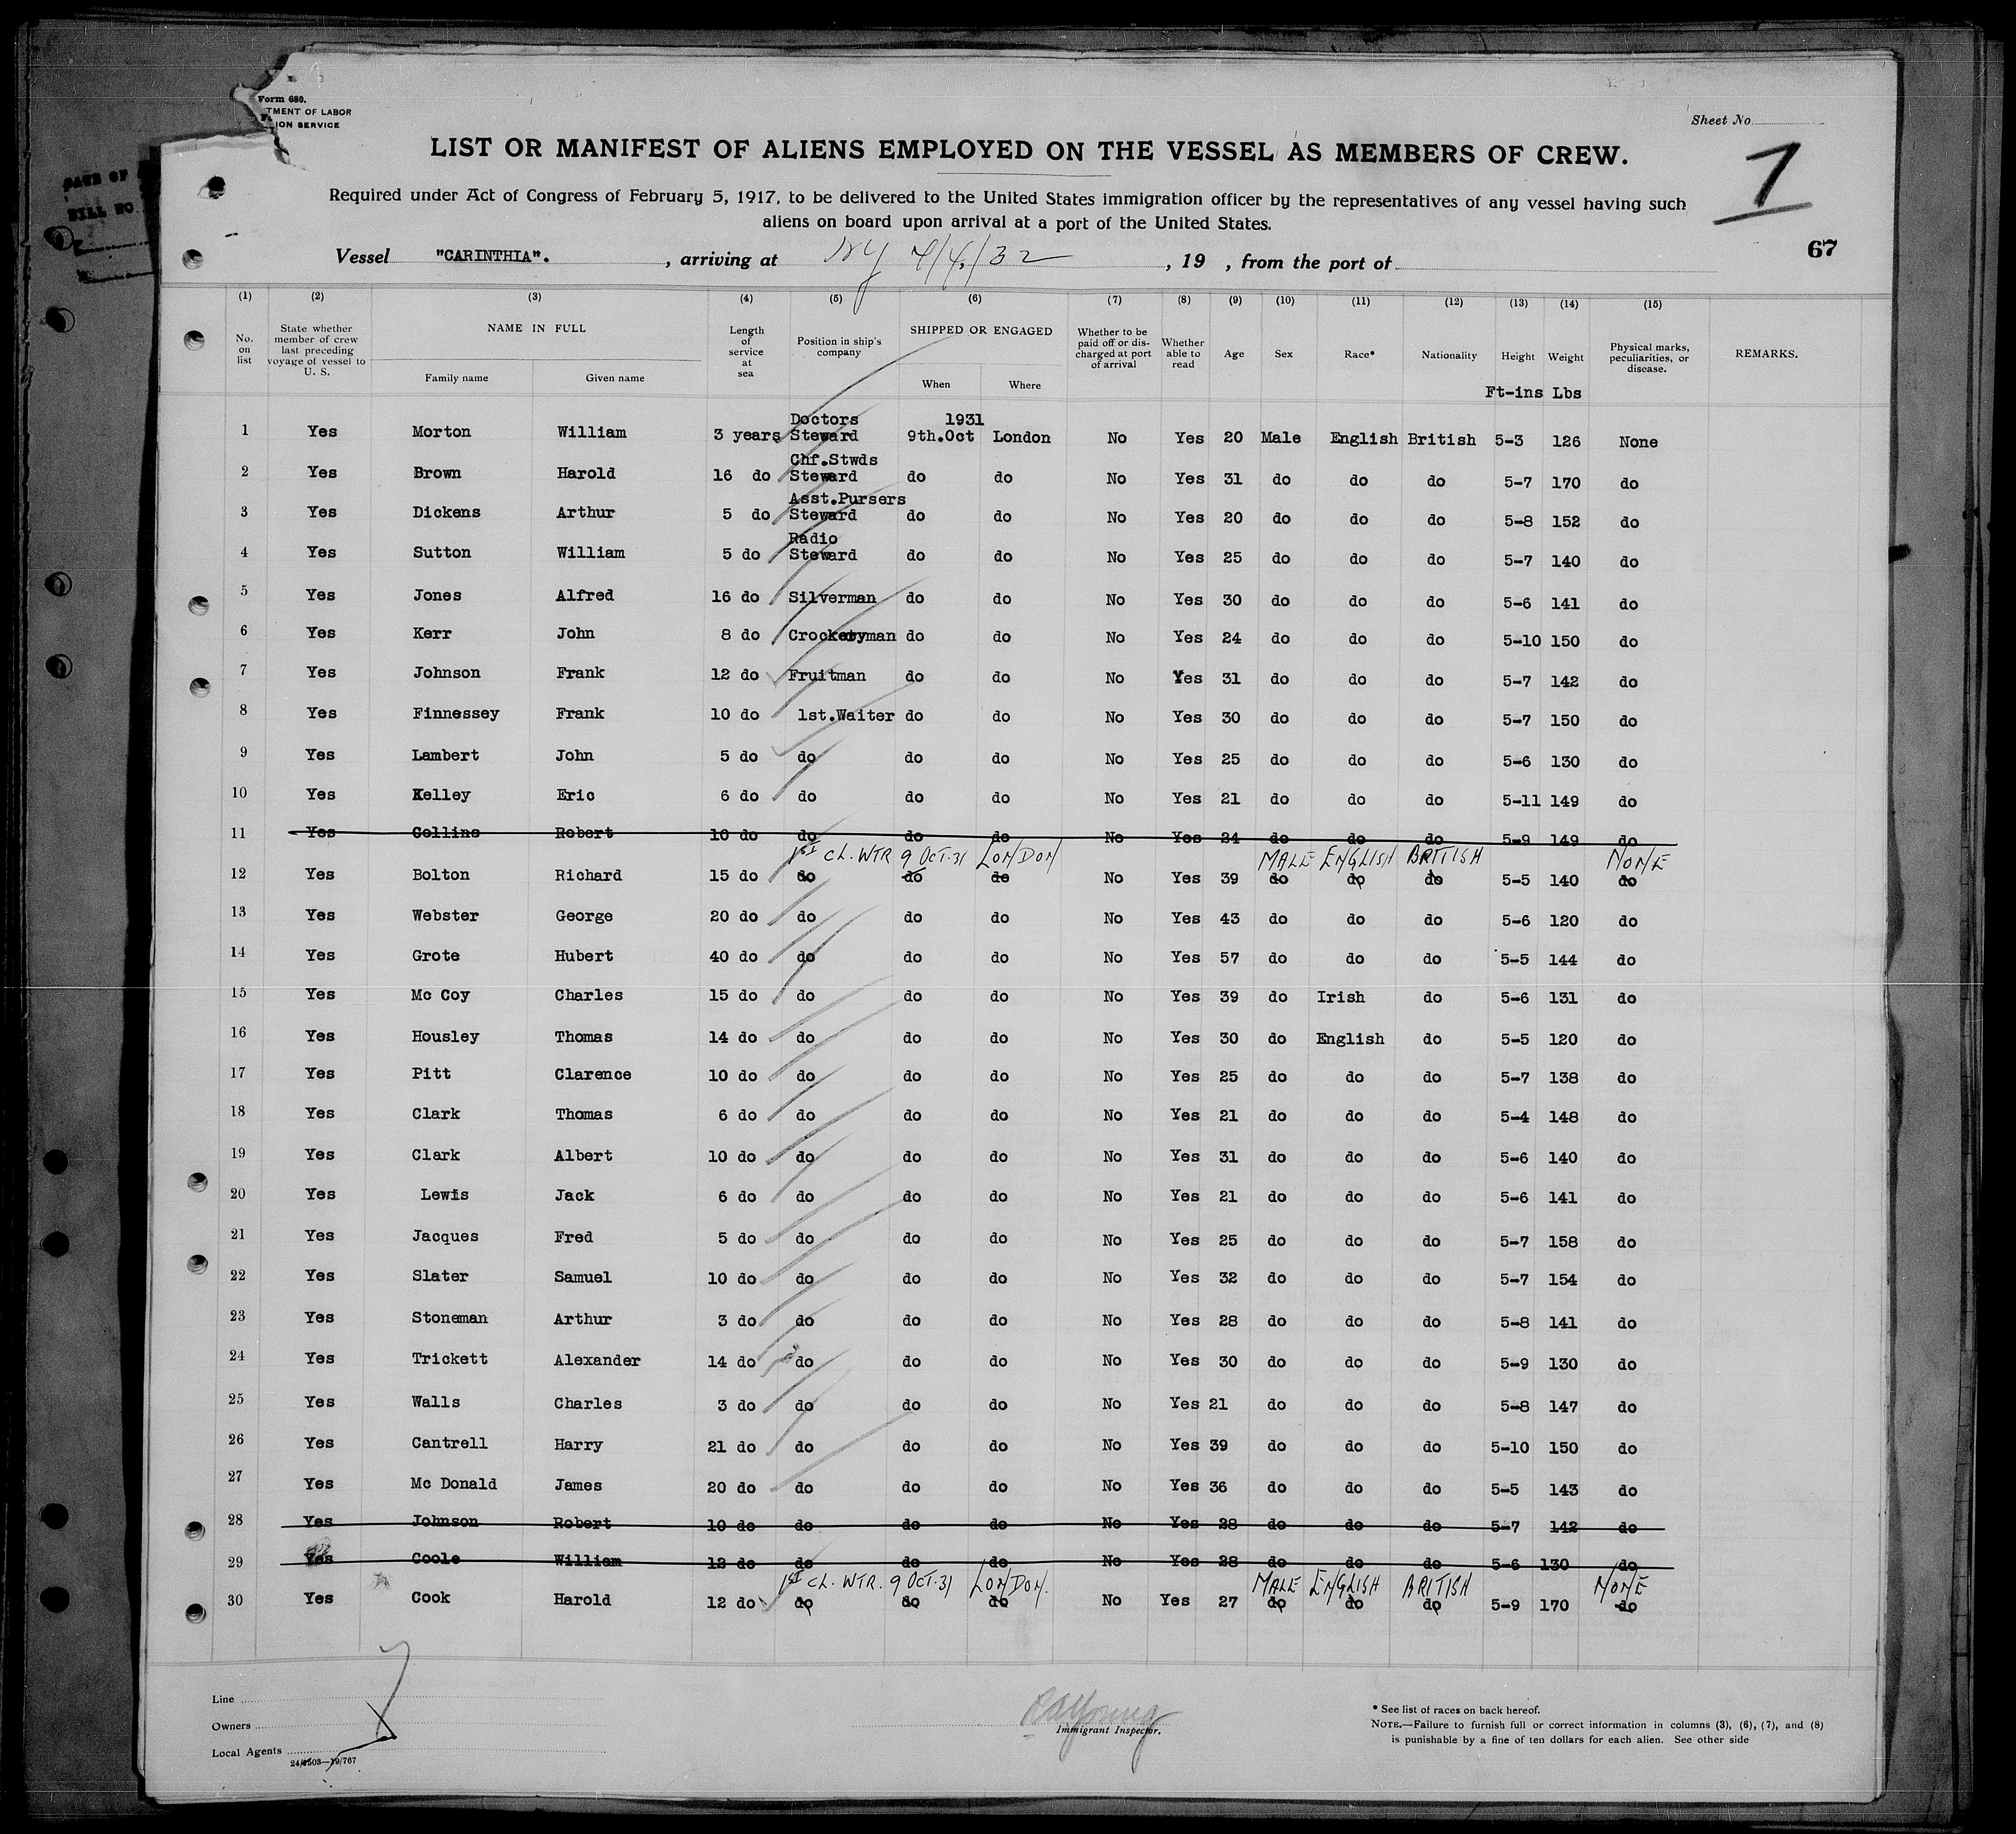 Form 680.
TMENT OF LABOR
ION SERVICE
Sheet No.
LIST OR MANIFEST OF ALIENS EMPLOYED ON THE VESSEL AS MEMBERS OF CREW.
7
Required under Act of Congress of February 5, 1917, to be delivered to the United States immigration officer by the representatives of any vessel having such
aliens on board upon arrival at a port of the United States.
BILL NO.
Vessel "CARINTHIA". , arriving at NY 4/4/32 , 19 , from the port of
67
(1) (2) (3) (4) (5) (6) (7) (8) (9) (10) (11) (12) (13) (14) (15)
No. on list State whether member of crew last preceding voyage of vessel to U. S. NAME IN FULL Family name Given name Length of service at sea Position in ship's company SHIPPED OR ENGAGED When Where Whether to be paid off or discharged at port of arrival Whether able to read Age Sex Race* Nationality Height Weight Physical marks, peculiarities, or disease. REMARKS.
Ft-ins Lbs
Doctors 1931
1 Yes Morton William 3 years Steward 9th.Oct London No Yes 20 Male English British 5-3 126 None
Chf.Stwds
2 Yes Brown Harold 16 do Steward do do No Yes 31 do do do 5-7 170 do
Asst.Pursers
3 Yes Dickens Arthur 5 do Steward do do No Yes 20 do do do 5-8 152 do
Radio
4 Yes Sutton William 5 do Steward do do No Yes 25 do do do 5-7 140 do
5 Yes Jones Alfred 16 do Silverman do do No Yes 30 do do do 5-6 141 do
6 Yes Kerr John 8 do Crockeryman do do No Yes 24 do do do 5-10 150 do
7 Yes Johnson Frank 12 do Fruitman do do No Yes 31 do do do 5-7 142 do
8 Yes Finnessey Frank 10 do 1st.Waiter do do No Yes 30 do do do 5-7 150 do
9 Yes Lambert John 5 do do do do No Yes 25 do do do 5-6 130 do
10 Yes Kelley Eric 6 do do do do No Yes 21 do do do 5-11 149 do
11 Yes Collins Robert 10 do do do do No Yes 24 do do do 5-9 149 do
1ST CL. WTR 9 OCT-31 LONDON MALE ENGLISH BRITISH NONE
12 Yes Bolton Richard 15 do do do do No Yes 39 do do do 5-5 140 do
13 Yes Webster George 20 do do do do No Yes 43 do do do 5-6 120 do
14 Yes Grote Hubert 40 do do do do No Yes 57 do do do 5-5 144 do
15 Yes Mc Coy Charles 15 do do do do No Yes 39 do Irish do 5-6 131 do
16 Yes Housley Thomas 14 do do do do No Yes 30 do English do 5-5 120 do
17 Yes Pitt Clarence 10 do do do do No Yes 25 do do do 5-7 138 do
18 Yes Clark Thomas 6 do do do do No Yes 21 do do do 5-4 148 do
19 Yes Clark Albert 10 do do do do No Yes 31 do do do 5-6 140 do
20 Yes Lewis Jack 6 do do do do No Yes 21 do do do 5-6 141 do
21 Yes Jacques Fred 5 do do do do No Yes 25 do do do 5-7 158 do
22 Yes Slater Samuel 10 do do do do No Yes 32 do do do 5-7 154 do
23 Yes Stoneman Arthur 3 do do do do No Yes 28 do do do 5-8 141 do
24 Yes Trickett Alexander 14 do do do do No Yes 30 do do do 5-9 130 do
25 Yes Walls Charles 3 do do do do No Yes 21 do do do 5-8 147 do
26 Yes Cantrell Harry 21 do do do do No Yes 39 do do do 5-10 150 do
27 Yes Mc Donald James 20 do do do do No Yes 36 do do do 5-5 143 do
28 Yes Johnson Robert 10 do do do do No Yes 28 do do do 5-7 142 do
29 Yes Coole William 12 do do do do No Yes 28 do do do 5-6 130 do
1ST CL. WTR. 9 OCT-31 LONDON. MALE ENGLISH BRITISH NONE
30 Yes Cook Harold 12 do do do do No Yes 27 do do do 5-9 170 do
Line
Owners
Local Agents
Immigrant Inspector.
* See list of races on back hereof.
NOTE.—Failure to furnish full or correct information in columns (3), (6), (7), and (8)
is punishable by a fine of ten dollars for each alien. See other side